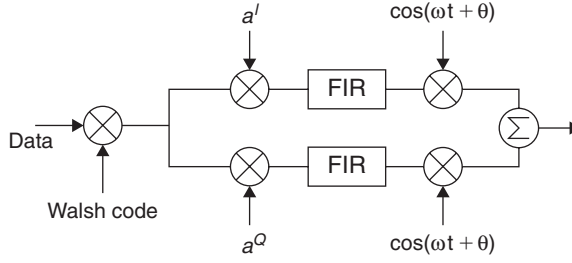 a^I
cos(ωt + θ)
FIR
Σ
Data
FIR
Walsh code
a^Q
cos(ωt + θ)